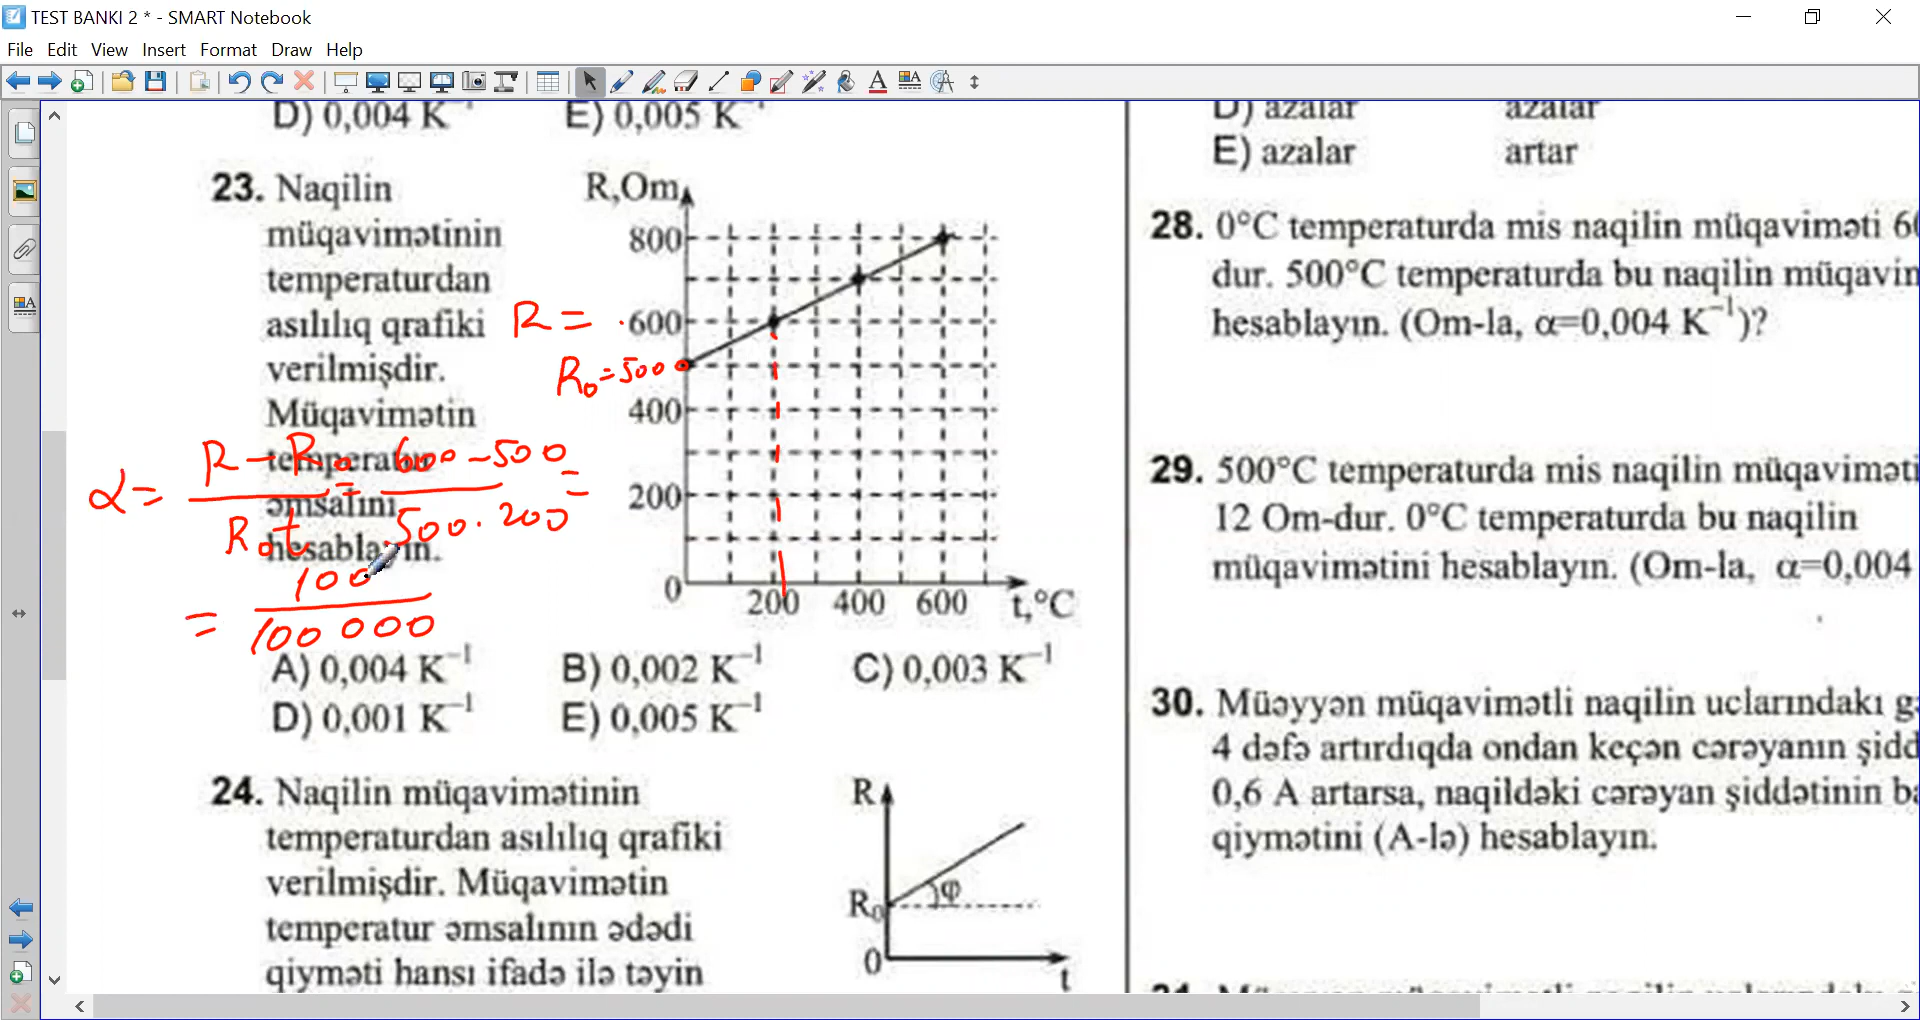 TEST BANKI 2 * - SMART Notebook
File Edit View Insert Format Draw Help
D) 0,004 K⁻¹ E) 0,005 K⁻¹
23. Naqilin
müqavimətinin
temperaturdan
asılılıq qrafiki
verilmişdir.
Müqavimətin
temperatur
əmsalını
hesablayın.
R,Om
800
600
400
200
0
200 400 600 t,°C
R =
R₀=500
α = R – R₀ / R₀t = 600 – 500 / 500 · 200 =
= 100 / 100 000
A) 0,004 K⁻¹ B) 0,002 K⁻¹ C) 0,003 K⁻¹
D) 0,001 K⁻¹ E) 0,005 K⁻¹
24. Naqilin müqavimətinin
temperaturdan asılılıq qrafiki
verilmişdir. Müqavimətin
temperatur əmsalının ədədi
qiyməti hansı ifadə ilə təyin
R
R₀
φ
0
t
D) azalar azalar
E) azalar artar
28. 0°C temperaturda mis naqilin müqaviməti
dur. 500°C temperaturda bu naqilin
hesablayın. (Om-la, α=0,004 K⁻¹)?
29. 500°C temperaturda mis naqilin müqaviməti
12 Om-dur. 0°C temperaturda bu naqilin
müqavimətini hesablayın. (Om-la, α=0,004
30. Müəyyən müqavimətli naqilin uclarındakı
4 dəfə artırdıqda ondan keçən cərəyanın
0,6 A artarsa, naqildəki cərəyan şiddətinin
qiymətini (A-lə) hesablayın.